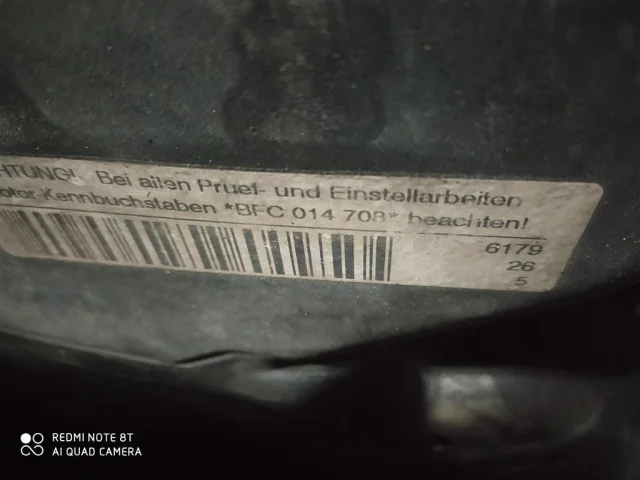 HTUNG! Bei allen Pruef- und Einstellarbeiten
otor-Kennbuchstaben *BFC 014 708* beachten!
6179
26
5
REDMI NOTE 8T
AI QUAD CAMERA